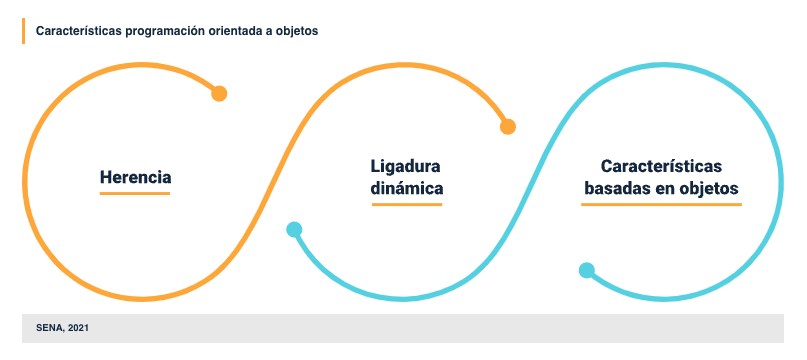 Características programación orientada a objetos
Herencia
Ligadura
dinámica
Características
basadas en objetos
SENA, 2021